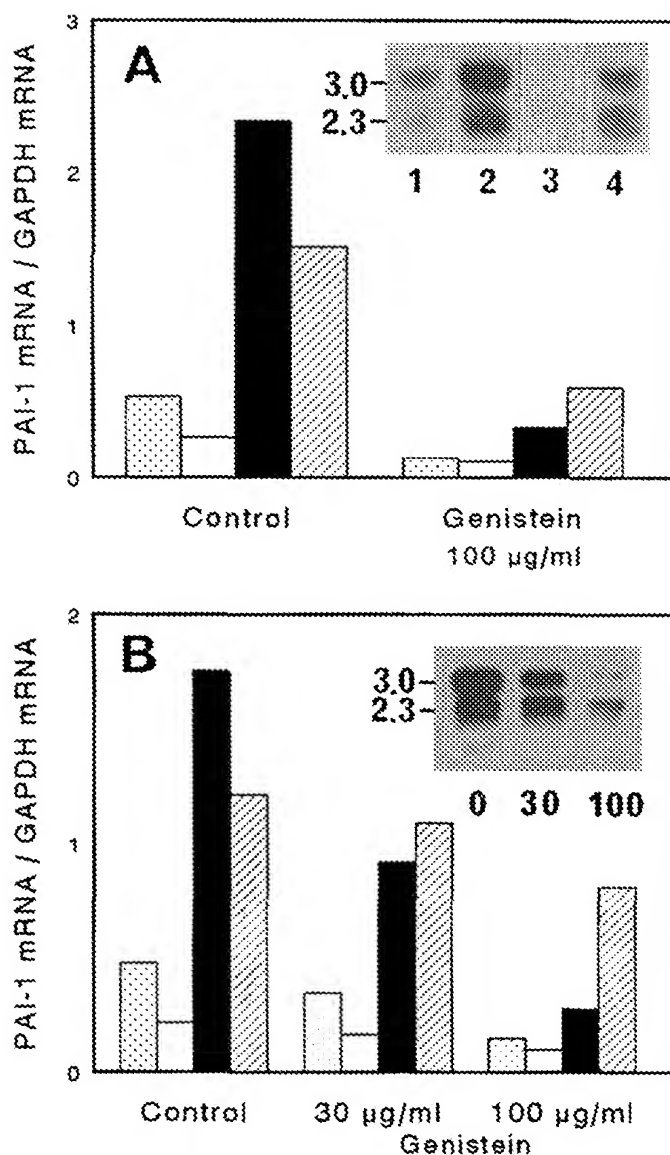 3
A
3.0
2.3
1 2 3 4
2
1
0
PAI-1 mRNA / GAPDH mRNA
Control Genistein
100 µg/ml
2
B
3.0
2.3
0 30 100
1
0
PAI-1 mRNA / GAPDH mRNA
Control 30 µg/ml 100 µg/ml
Genistein